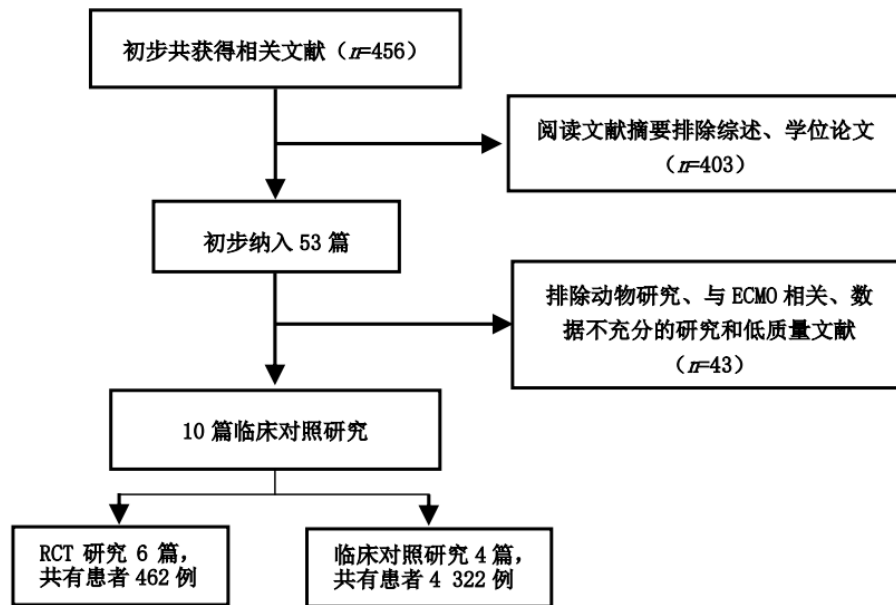 初步共获得相关文献（n=456）
阅读文献摘要排除综述、学位论文
（n=403）
初步纳入 53 篇
排除动物研究、与 ECMO 相关、数
据不充分的研究和低质量文献
（n=43）
10 篇临床对照研究
RCT 研究 6 篇，
共有患者 462 例
临床对照研究 4 篇，
共有患者 4 322 例